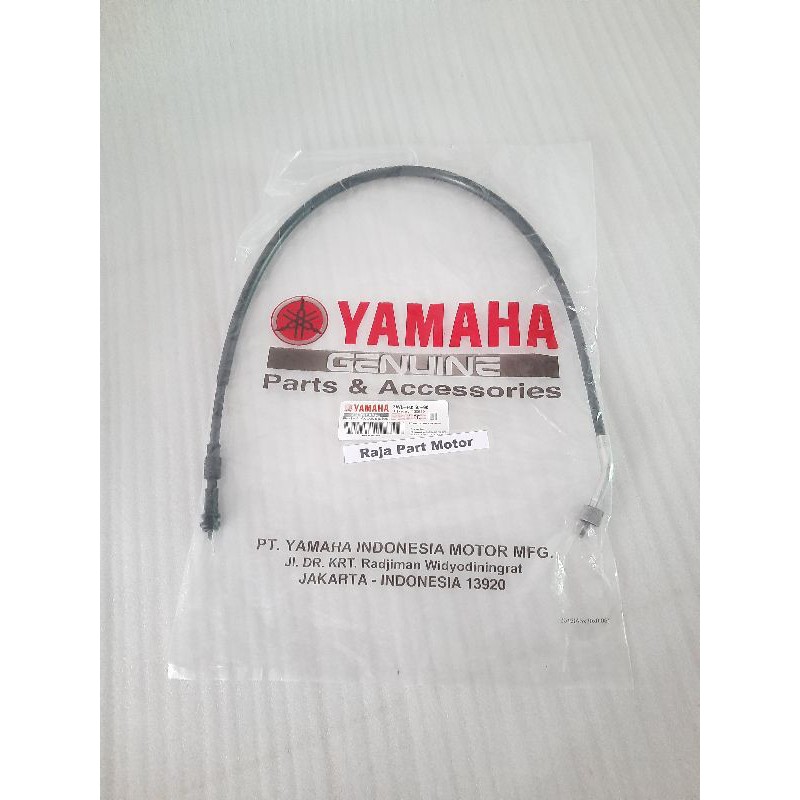 YAMAHA
GENUINE
Parts & Accessories
YAMAHA
Raja Part Motor
PT. YAMAHA INDONESIA MOTOR MFG.
Jl. DR. KRT. Radjiman Widyodiningrat
JAKARTA - INDONESIA 13920